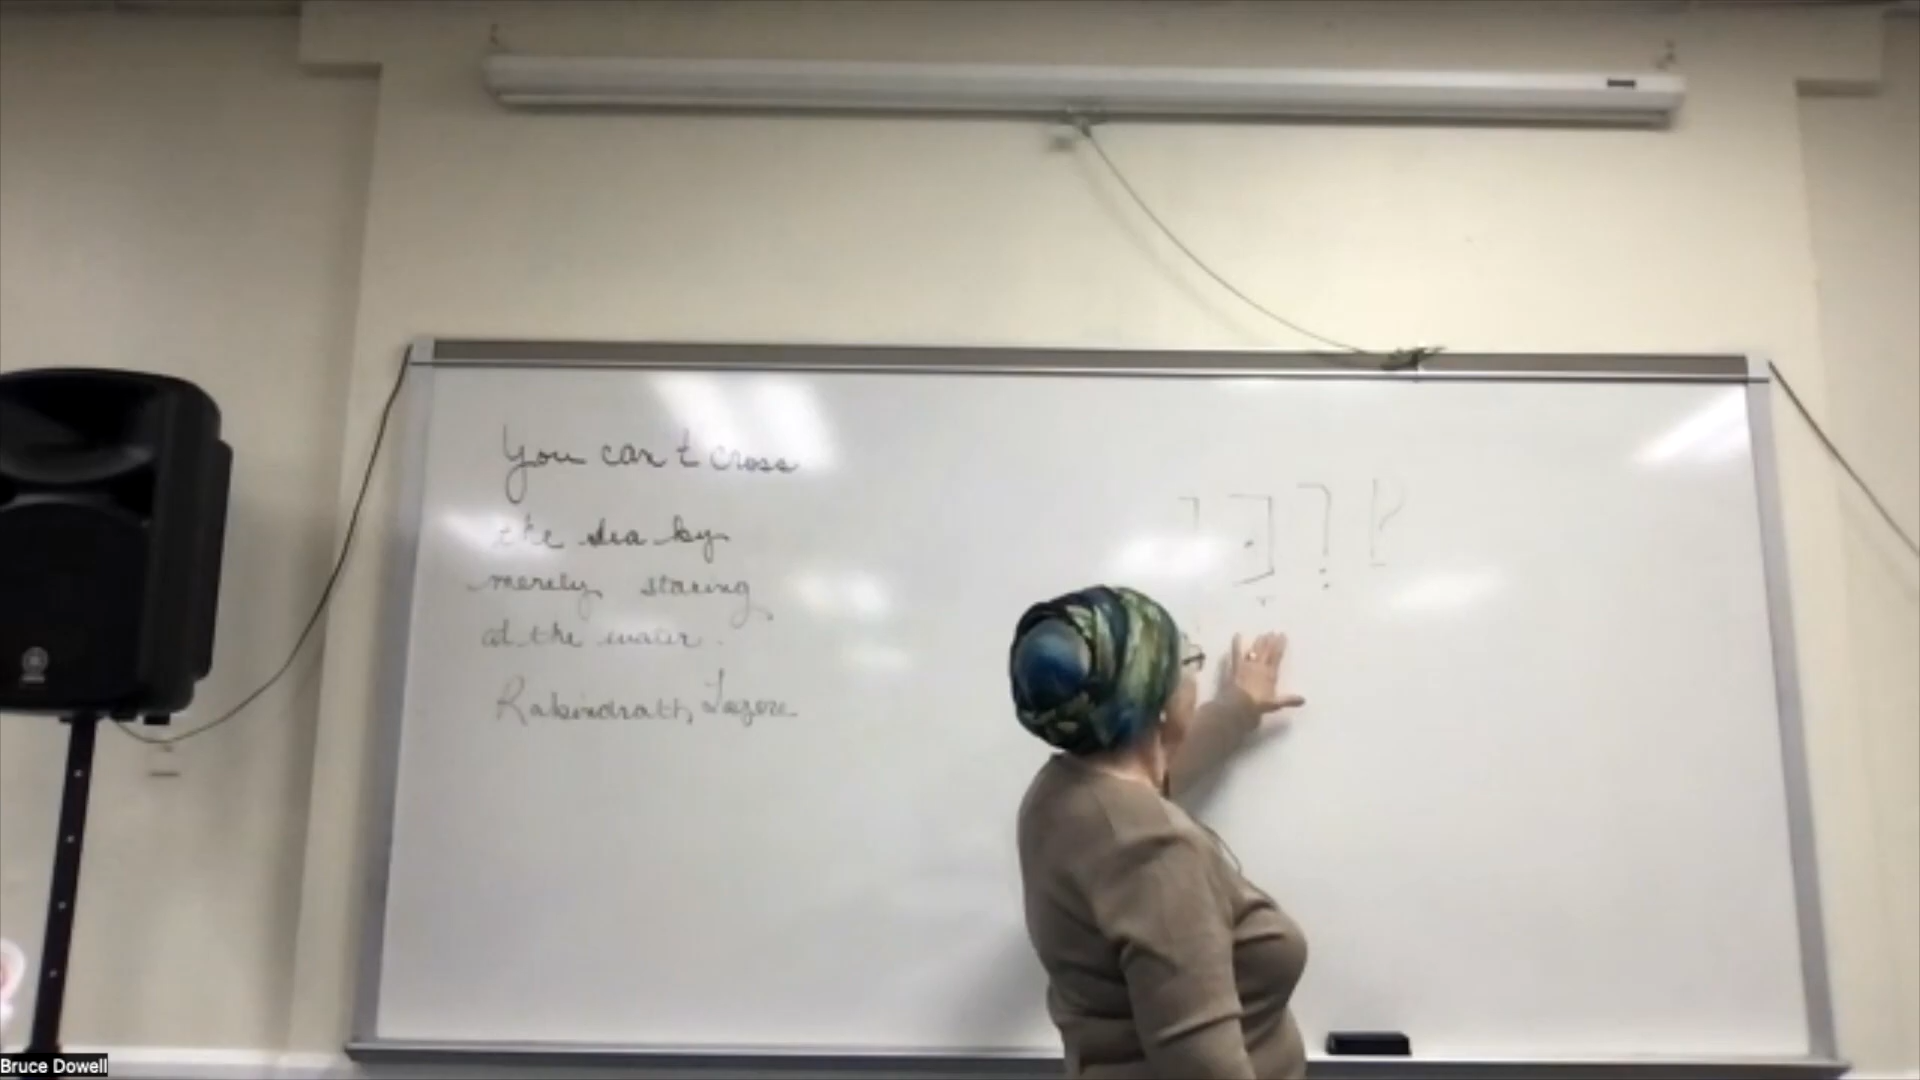 You can't cross
the sea by
merely staring
at the water.
Rabindrath Tagore
Bruce Dowell